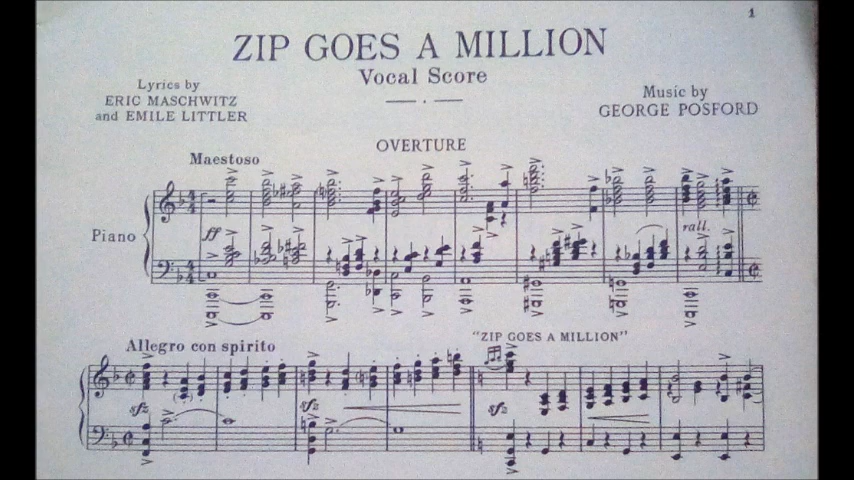 1
ZIP GOES A MILLION
Vocal Score
Lyrics by
ERIC MASCHWITZ
and EMILE LITTLER
Music by
GEORGE POSFORD
OVERTURE
Maestoso
Piano
ff
rall.
Allegro con spirito
"ZIP GOES A MILLION"
sfz
sfz
sfz